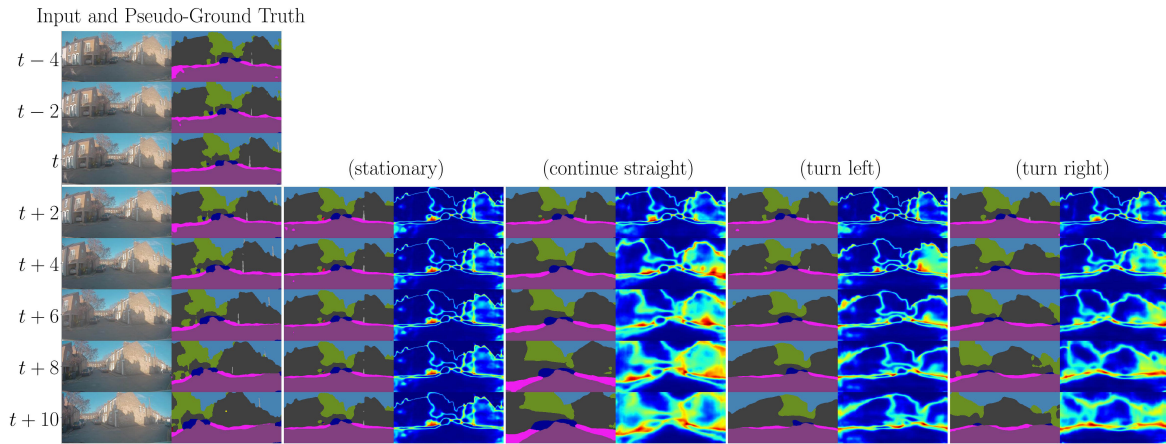 Input and Pseudo-Ground Truth
t − 4
t − 2
t
(stationary) (continue straight) (turn left) (turn right)
t + 2
t + 4
t + 6
t + 8
t + 10